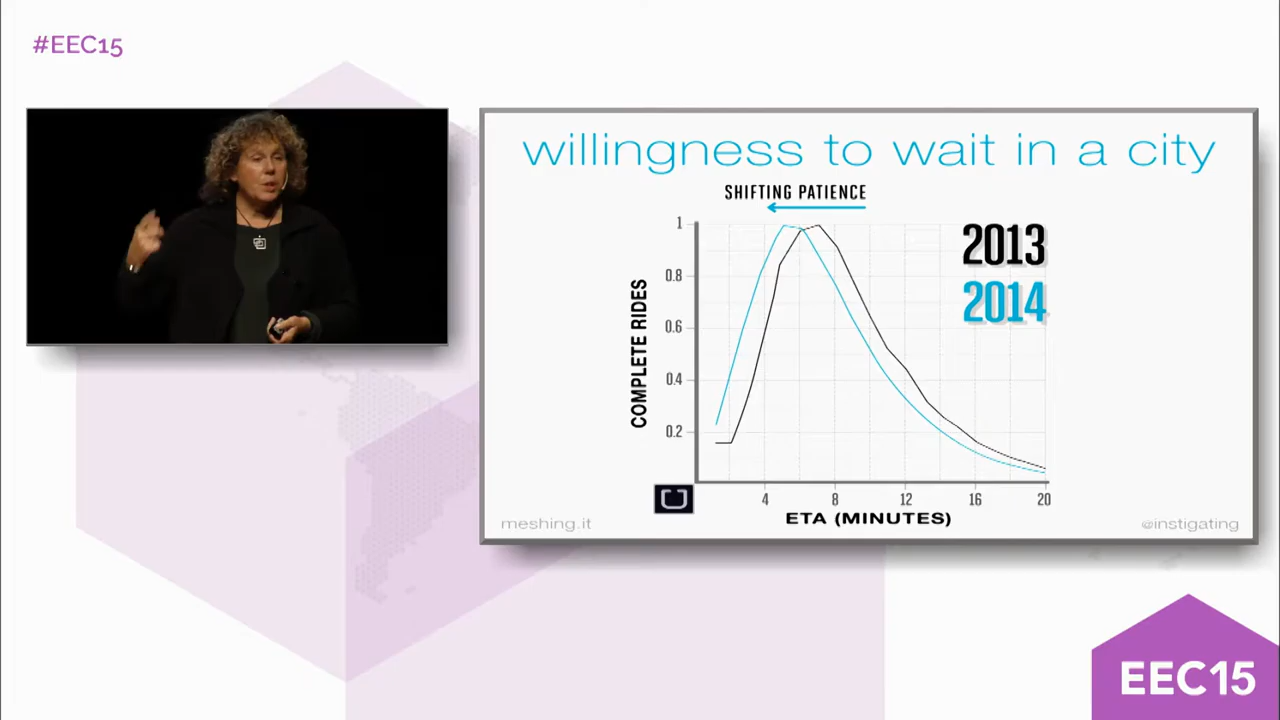 #EEC15
willingness to wait in a city
SHIFTING PATIENCE
2013
2014
COMPLETE RIDES
1
0.8
0.6
0.4
0.2
4 8 12 16 20
ETA (MINUTES)
meshing.it
@instigating
EEC15